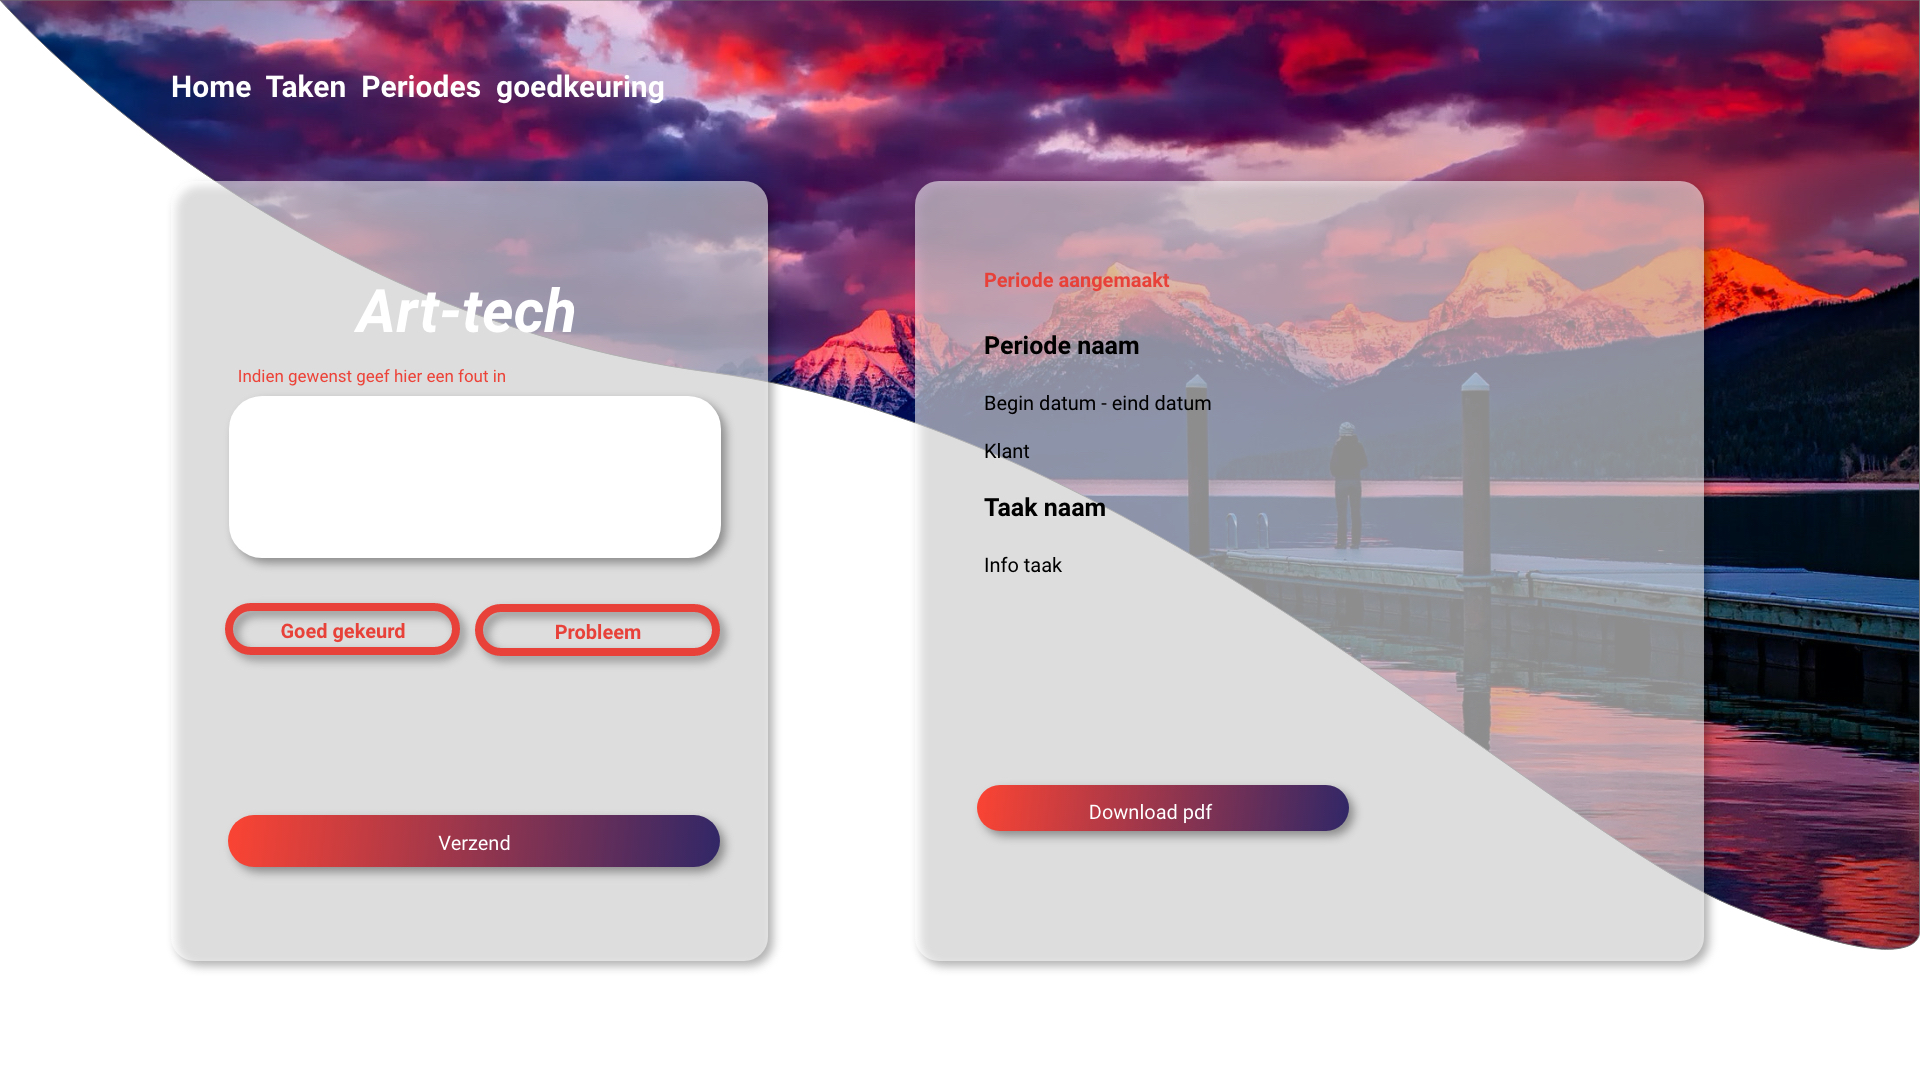 Home Taken Periodes goedkeuring
Art-tech
Indien gewenst geef hier een fout in
Goed gekeurd
Probleem
Verzend
Periode aangemaakt
Periode naam
Begin datum - eind datum
Klant
Taak naam
Info taak
Download pdf